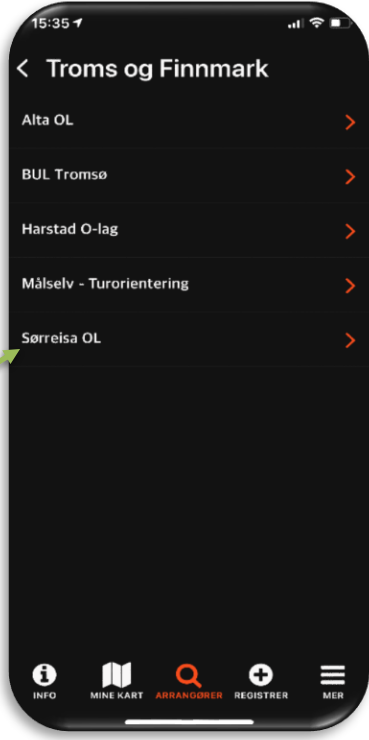 15:35
Troms og Finnmark
Alta OL
BUL Tromsø
Harstad O-lag
Målselv - Turorientering
Sørreisa OL
INFO MINE KART ARRANGØRER REGISTRER MER